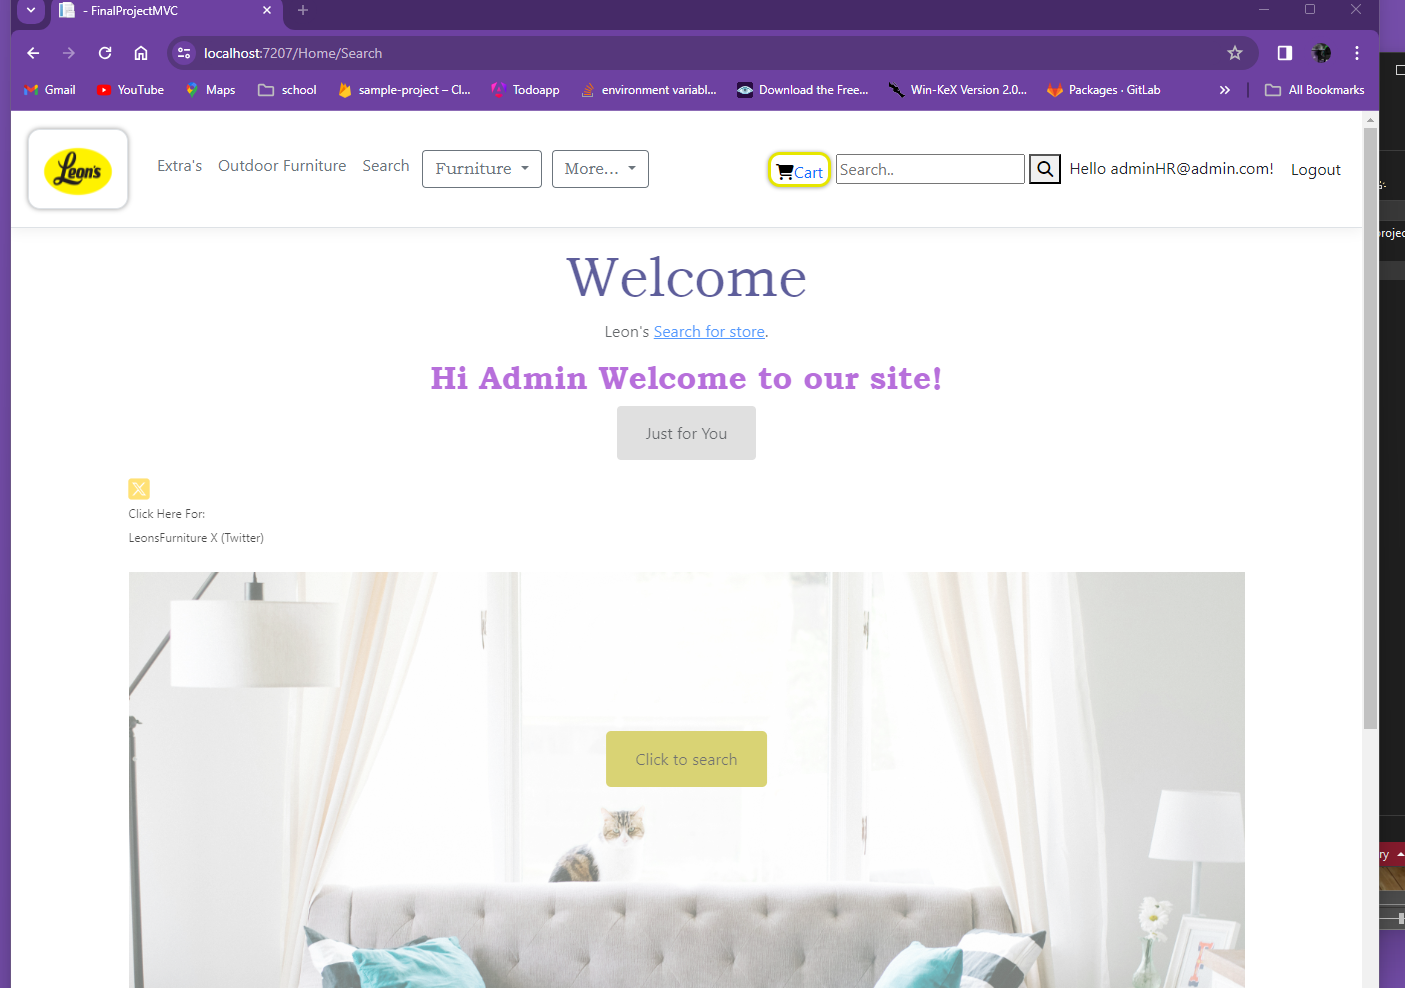 - FinalProjectMVC
localhost:7207/Home/Search
Gmail YouTube Maps school sample-project – Cl... Todoapp environment variabl... Download the Free... Win-KeX Version 2.0... Packages · GitLab » All Bookmarks
Leon's Extra's Outdoor Furniture Search Furniture More... Cart Search.. Hello adminHR@admin.com! Logout
Welcome
Leon's Search for store.
Hi Admin Welcome to our site!
Just for You
Click Here For:
LeonsFurniture X (Twitter)
Click to search